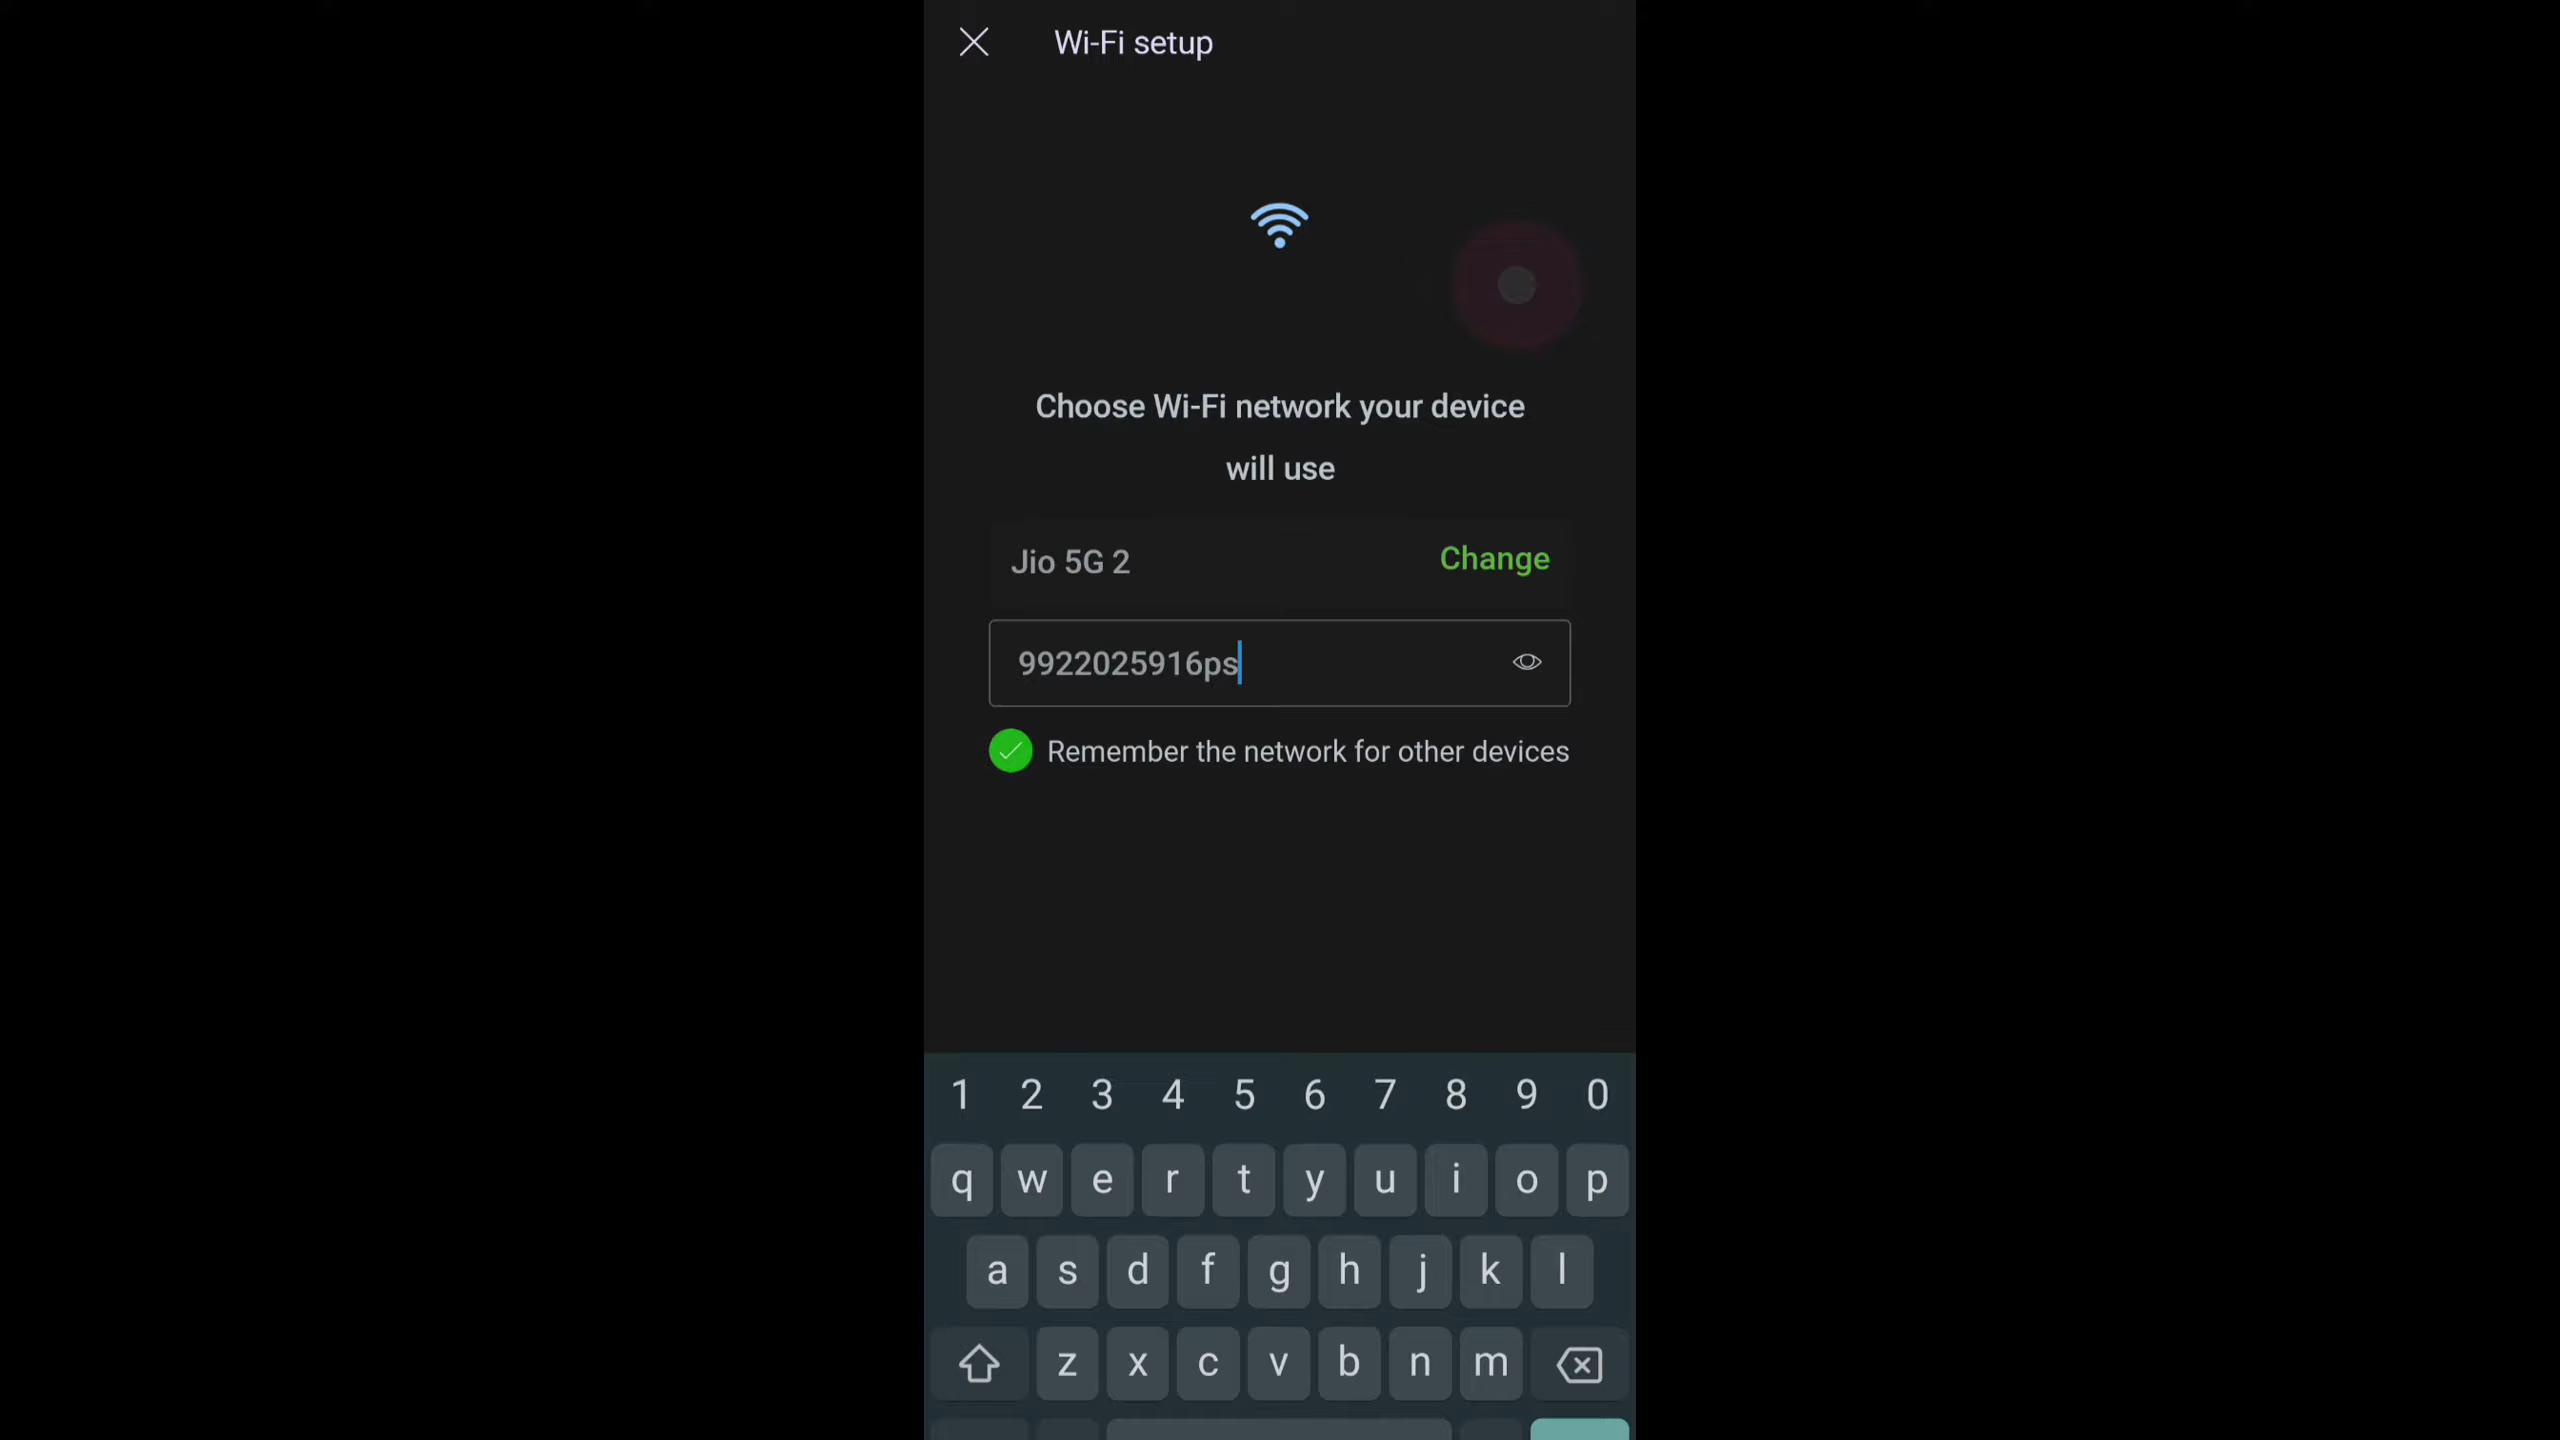 Wi-Fi setup
Choose Wi-Fi network your device
will use
Jio 5G 2 Change
9922025916ps
Remember the network for other devices
1 2 3 4 5 6 7 8 9 0
q w e r t y u i o p
a s d f g h j k l
z x c v b n m